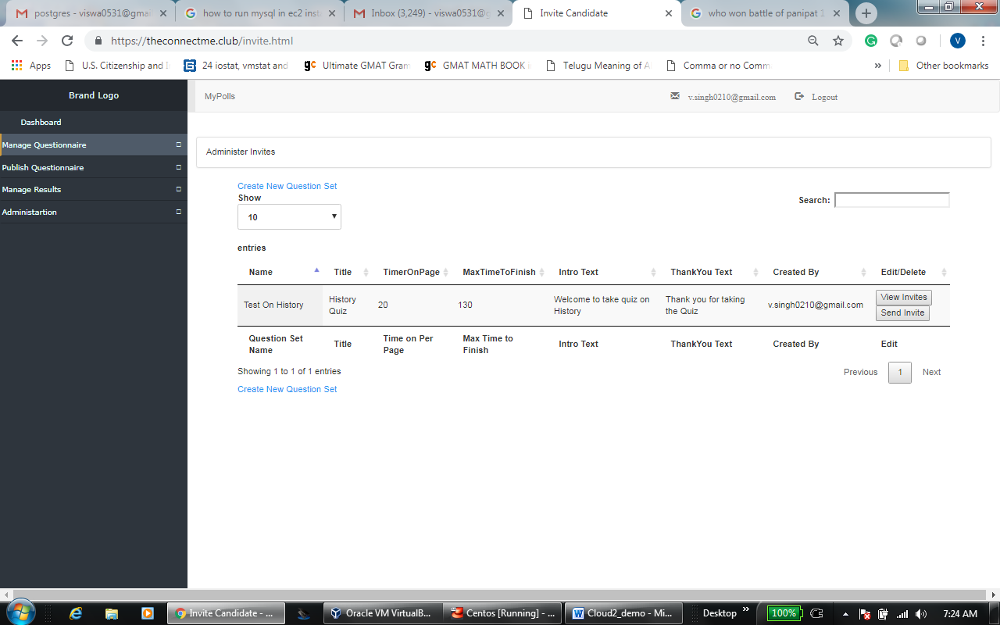 postgres - viswa0531@gmai
how to run mysql in ec2 inst
Inbox (3,249) - viswa0531@g
Invite Candidate
who won battle of panipat 1
https://theconnectme.club/invite.html
V
Apps
U.S. Citizenship and I
24 iostat, vmstat and
Ultimate GMAT Gram
GMAT MATH BOOK i
Telugu Meaning of A
Comma or no Comm
»
Other bookmarks
Brand Logo
MyPolls
v.singh0210@gmail.com
Logout
Dashboard
Manage Questionnaire
Publish Questionnaire
Manage Results
Administartion
Administer Invites
Create New Question Set
Show
10
entries
Search:
Name Title TimerOnPage MaxTimeToFinish Intro Text ThankYou Text Created By Edit/Delete
Test On History
History
Quiz
20
130
Welcome to take quiz on
History
Thank you for taking
the Quiz
v.singh0210@gmail.com
View Invites
Send Invite
Question Set
Name
Title
Time on Per
Page
Max Time to
Finish
Intro Text
ThankYou Text
Created By
Edit
Showing 1 to 1 of 1 entries
Previous 1 Next
Create New Question Set
Invite Candidate - ...
Oracle VM VirtualB...
Centos [Running] - ...
Cloud2_demo - Mi...
Desktop »
100%
7:24 AM